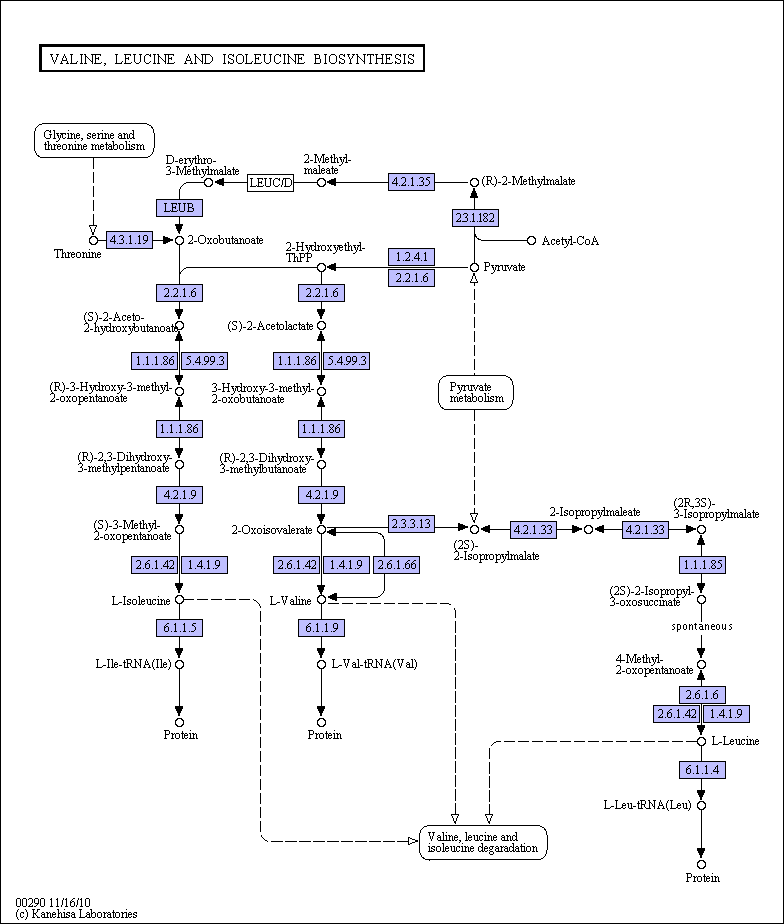 VALINE, LEUCINE AND ISOLEUCINE BIOSYNTHESIS
Glycine, serine and
threonine metabolism
D-erythro-
3-Methylmalate
2-Methyl-
maleate
LEUC/D
4.2.1.35
(R)-2-Methylmalate
LEUB
2.3.1.182
Threonine
4.3.1.19
2-Oxobutanoate
Acetyl-CoA
2-Hydroxyethyl-
ThPP
1.2.4.1
2.2.1.6
Pyruvate
2.2.1.6
2.2.1.6
(S)-2-Aceto-
2-hydroxybutanoate
(S)-2-Acetolactate
1.1.1.86
5.4.99.3
1.1.1.86
5.4.99.3
(R)-3-Hydroxy-3-methyl-
2-oxopentanoate
3-Hydroxy-3-methyl-
2-oxobutanoate
Pyruvate
metabolism
1.1.1.86
1.1.1.86
(R)-2,3-Dihydroxy-
3-methylpentanoate
(R)-2,3-Dihydroxy-
3-methylbutanoate
4.2.1.9
4.2.1.9
(S)-3-Methyl-
2-oxopentanoate
2-Oxoisovalerate
2.3.3.13
(2S)-
2-Isopropylmalate
4.2.1.33
2-Isopropylmaleate
4.2.1.33
(2R,3S)-
3-Isopropylmalate
2.6.1.42
1.4.1.9
2.6.1.42
1.4.1.9
2.6.1.66
1.1.1.85
L-Isoleucine
L-Valine
(2S)-2-Isopropyl-
3-oxosuccinate
6.1.1.5
6.1.1.9
spontaneous
L-Ile-tRNA(Ile)
L-Val-tRNA(Val)
4-Methyl-
2-oxopentanoate
2.6.1.6
2.6.1.42
1.4.1.9
Protein
Protein
L-Leucine
6.1.1.4
L-Leu-tRNA(Leu)
Valine, leucine and
isoleucine degaradation
Protein
00290 11/16/10
(c) Kanehisa Laboratories